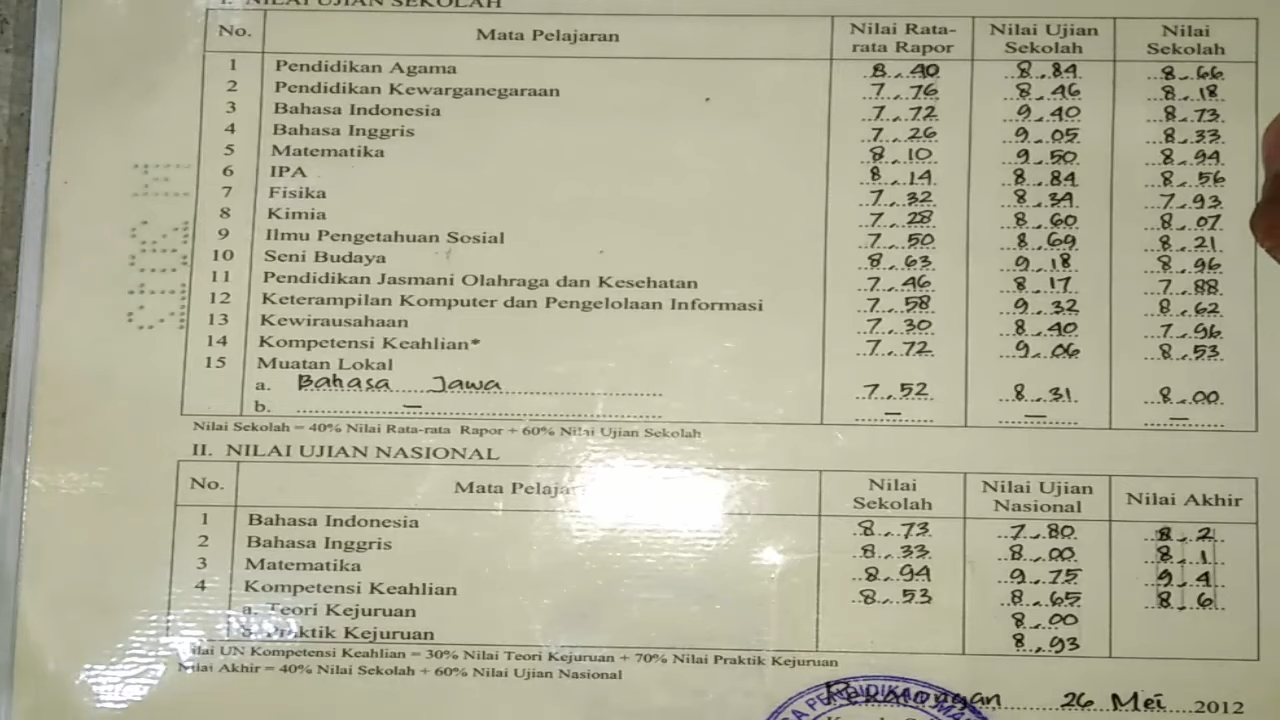 I. NILAI UJIAN SEKOLAH
No. Mata Pelajaran Nilai Rata-rata Rapor Nilai Ujian Sekolah Nilai Sekolah
1 Pendidikan Agama 8,40 8,84 8,66
2 Pendidikan Kewarganegaraan 7,76 8,46 8,18
3 Bahasa Indonesia 7,72 9,40 8,73
4 Bahasa Inggris 7,26 9,05 8,33
5 Matematika 8,10 9,50 8,94
6 IPA 8,14 8,84 8,56
7 Fisika 7,32 8,34 7,93
8 Kimia 7,28 8,60 8,07
9 Ilmu Pengetahuan Sosial 7,50 8,69 8,21
10 Seni Budaya 8,63 9,18 8,96
11 Pendidikan Jasmani Olahraga dan Kesehatan 7,46 8,17 7,88
12 Keterampilan Komputer dan Pengelolaan Informasi 7,58 9,32 8,62
13 Kewirausahaan 7,30 8,40 7,96
14 Kompetensi Keahlian* 7,72 9,06 8,53
15 Muatan Lokal
a. Bahasa Jawa 7,52 8,31 8,00
b. – – – –
Nilai Sekolah = 40% Nilai Rata-rata Rapor + 60% Nilai Ujian Sekolah
II. NILAI UJIAN NASIONAL
No. Mata Pelaja Nilai Sekolah Nilai Ujian Nasional Nilai Akhir
1 Bahasa Indonesia 8,73 7,80 8,2
2 Bahasa Inggris 8,33 8,00 8,1
3 Matematika 8,94 9,75 9,4
4 Kompetensi Keahlian 8,53 8,65 8,6
a. Teori Kejuruan 8,00
b. Praktik Kejuruan 8,93
Nilai UN Kompetensi Keahlian = 30% Nilai Teori Kejuruan + 70% Nilai Praktik Kejuruan
Nilai Akhir = 40% Nilai Sekolah + 60% Nilai Ujian Nasional
Pekalongan 26 Mei 2012